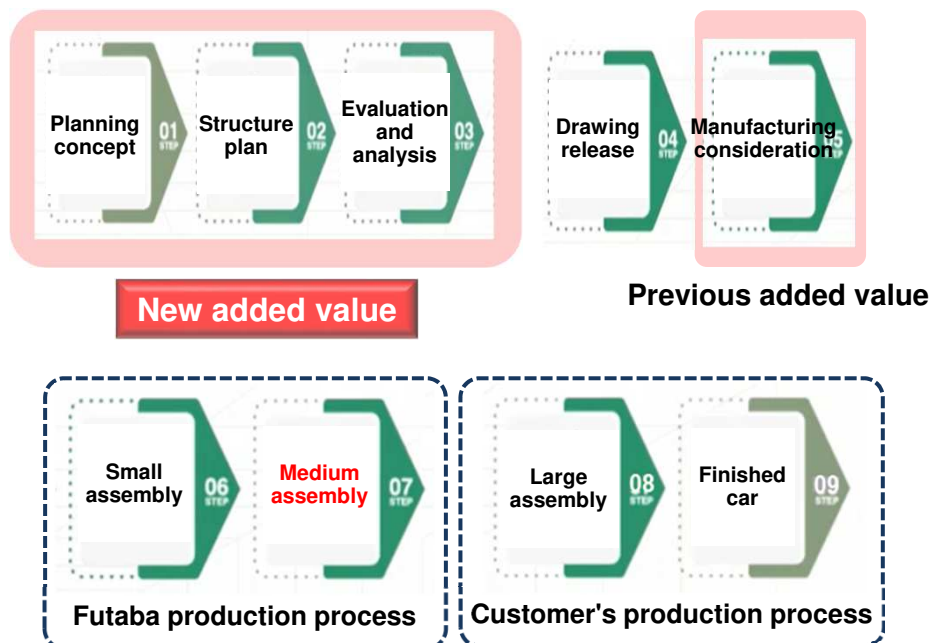 Planning
concept
01
STEP
Structure
plan
02
STEP
Evaluation
and
analysis
03
STEP
Drawing
release
04
STEP
Manufacturing
consideration
05
New added value
Previous added value
Small
assembly
06
STEP
Medium
assembly
07
STEP
Large
assembly
08
STEP
Finished
car
09
STEP
Futaba production process
Customer's production process